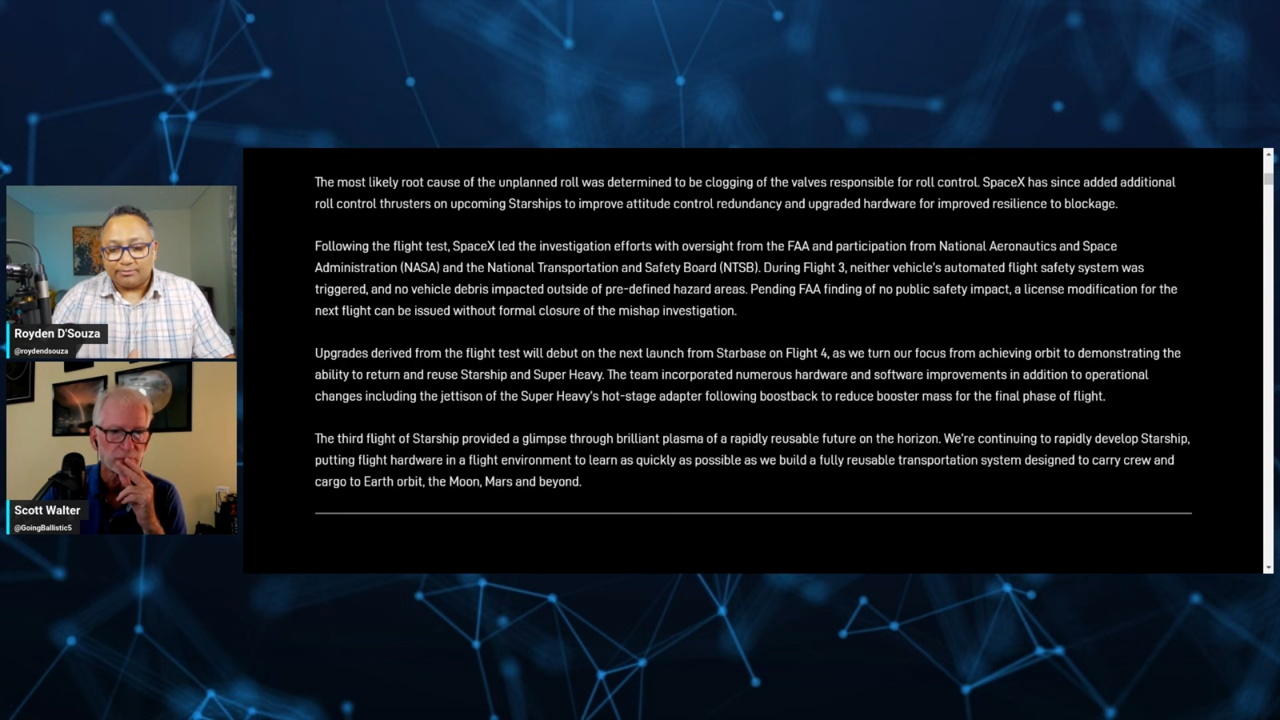 The most likely root cause of the unplanned roll was determined to be clogging of the valves responsible for roll control. SpaceX has since added additional
roll control thrusters on upcoming Starships to improve attitude control redundancy and upgraded hardware for improved resilience to blockage.
Following the flight test, SpaceX led the investigation efforts with oversight from the FAA and participation from National Aeronautics and Space
Administration (NASA) and the National Transportation and Safety Board (NTSB). During Flight 3, neither vehicle's automated flight safety system was
triggered, and no vehicle debris impacted outside of pre-defined hazard areas. Pending FAA finding of no public safety impact, a license modification for the
next flight can be issued without formal closure of the mishap investigation.
Upgrades derived from the flight test will debut on the next launch from Starbase on Flight 4, as we turn our focus from achieving orbit to demonstrating the
ability to return and reuse Starship and Super Heavy. The team incorporated numerous hardware and software improvements in addition to operational
changes including the jettison of the Super Heavy's hot-stage adapter following boostback to reduce booster mass for the final phase of flight.
The third flight of Starship provided a glimpse through brilliant plasma of a rapidly reusable future on the horizon. We're continuing to rapidly develop Starship,
putting flight hardware in a flight environment to learn as quickly as possible as we build a fully reusable transportation system designed to carry crew and
cargo to Earth orbit, the Moon, Mars and beyond.
Royden D'Souza
@roydendsouza
Scott Walter
@GoingBallistic5